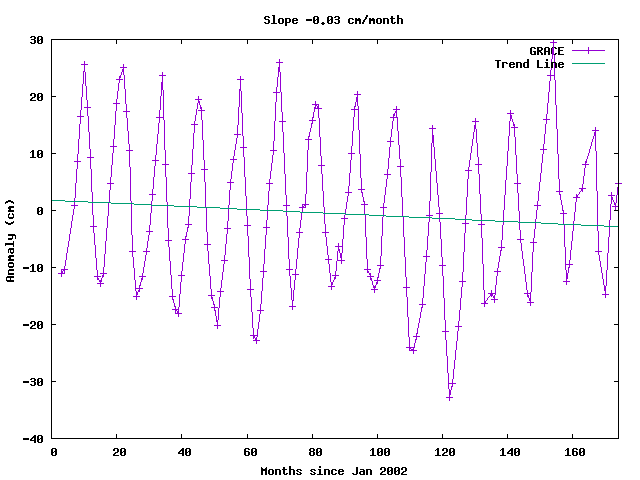 Slope -0.03 cm/month
GRACE
Trend Line
30
20
10
0
-10
-20
-30
-40
Anomaly (cm)
0 20 40 60 80 100 120 140 160
Months since Jan 2002